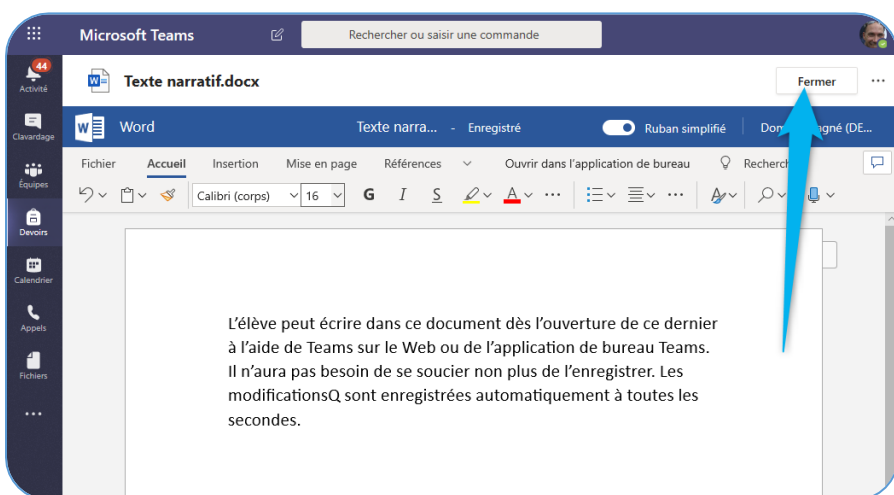 Microsoft Teams
Rechercher ou saisir une commande
44
Activité
Texte narratif.docx
Fermer
Word
Texte narra... - Enregistré
Ruban simplifié
Clavardage
Fichier Accueil Insertion Mise en page Références Ouvrir dans l'application de bureau
Équipes
Calibri (corps) 16 G I S A
Devoirs
Calendrier
Appels
Fichiers
L'élève peut écrire dans ce document dès l'ouverture de ce dernier
à l'aide de Teams sur le Web ou de l'application de bureau Teams.
Il n'aura pas besoin de se soucier non plus de l'enregistrer. Les
modificationsQ sont enregistrées automatiquement à toutes les
secondes.